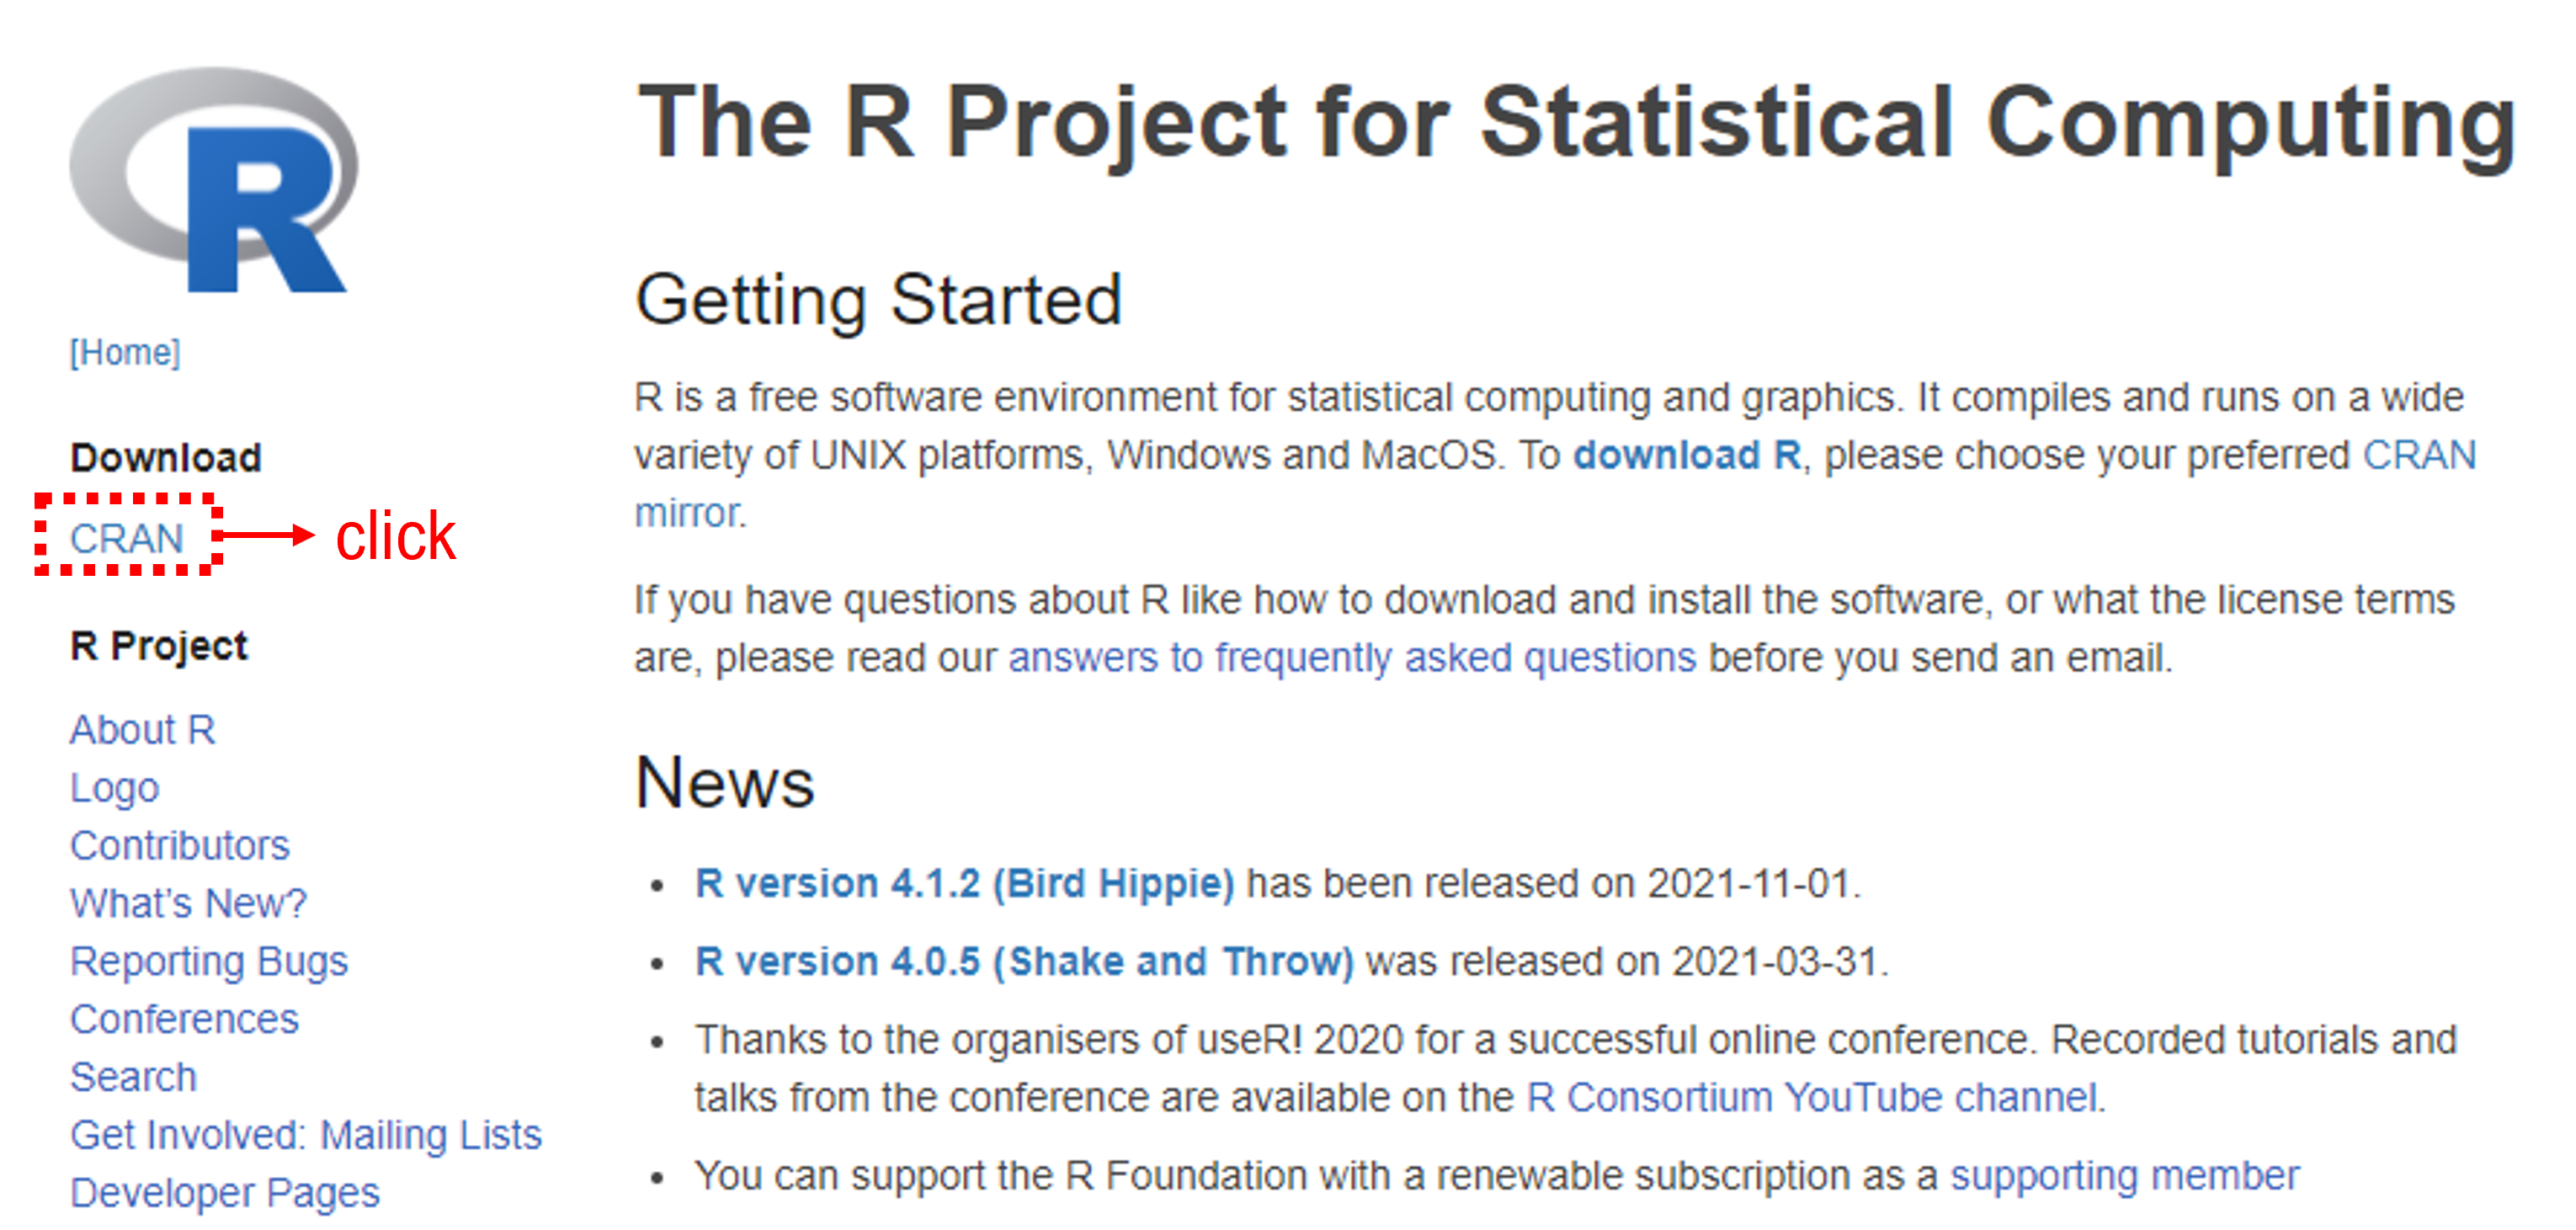 R
[Home]
Download
CRAN
click
R Project
About R
Logo
Contributors
What's New?
Reporting Bugs
Conferences
Search
Get Involved: Mailing Lists
Developer Pages
The R Project for Statistical Computing
Getting Started
R is a free software environment for statistical computing and graphics. It compiles and runs on a wide
variety of UNIX platforms, Windows and MacOS. To download R, please choose your preferred CRAN
mirror.
If you have questions about R like how to download and install the software, or what the license terms
are, please read our answers to frequently asked questions before you send an email.
News
• R version 4.1.2 (Bird Hippie) has been released on 2021-11-01.
• R version 4.0.5 (Shake and Throw) was released on 2021-03-31.
• Thanks to the organisers of useR! 2020 for a successful online conference. Recorded tutorials and
talks from the conference are available on the R Consortium YouTube channel.
• You can support the R Foundation with a renewable subscription as a supporting member